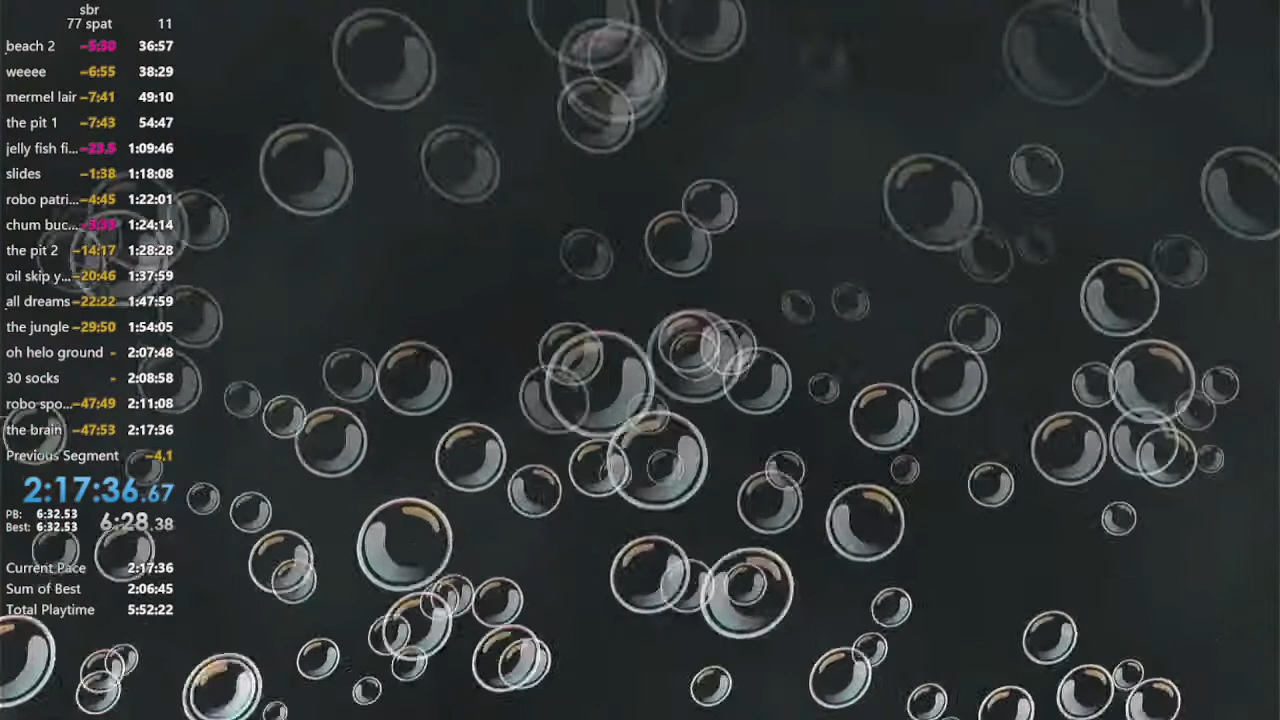 sbr
77 spat 11
beach 2 −5:30 36:57
weeee −6:55 38:29
mermel lair −7:41 49:10
the pit 1 −7:43 54:47
jelly fish fi... −23.5 1:09:46
slides −1:38 1:18:08
robo patri... −4:45 1:22:01
chum buc... 1:24:14
the pit 2 −14:17 1:28:28
oil skip y... −20:46 1:37:59
all dreams −22:22 1:47:59
the jungle −29:50 1:54:05
oh helo ground - 2:07:48
30 socks - 2:08:58
robo spo... −47:49 2:11:08
the brain −47:53 2:17:36
Previous Segment −4.1
2:17:36.67
PB: 6:32.53
Best: 6:32.53 6:28.38
Current Pace 2:17:36
Sum of Best 2:06:45
Total Playtime 5:52:22